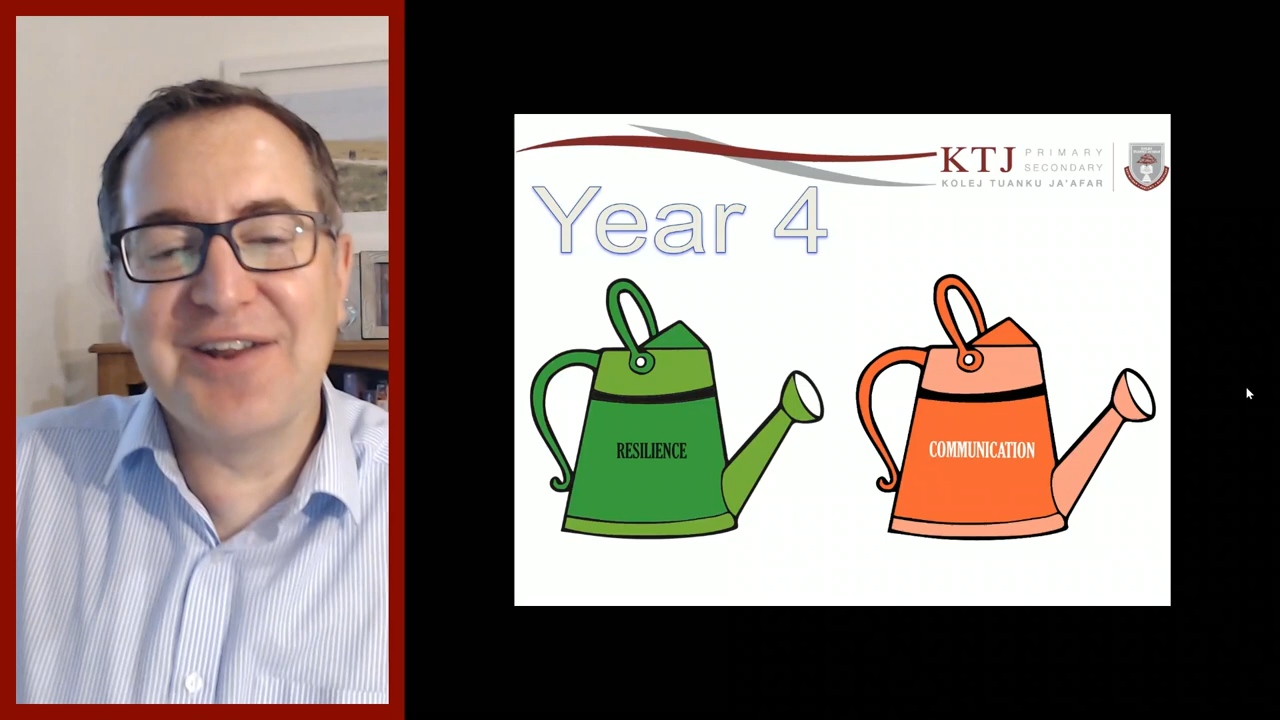 KTJ PRIMARY
SECONDARY
KOLEJ TUANKU JA'AFAR
Year 4
RESILIENCE
COMMUNICATION